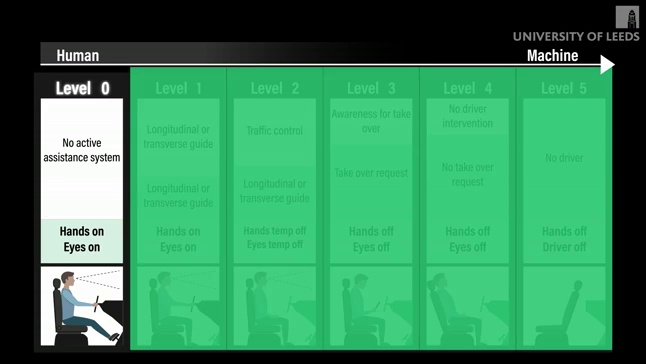 UNIVERSITY OF LEEDS
Human
Machine
Level 0
No active
assistance system
Hands on
Eyes on
Level 1
Longitudinal or
transverse guide
Longitudinal or
transverse guide
Hands on
Eyes on
Level 2
Traffic control
Longitudinal or
transverse guide
Hands temp off
Eyes temp off
Level 3
Awareness for take
over
Take over request
Hands off
Eyes off
Level 4
No driver
intervention
No take over
request
Hands off
Eyes off
Level 5
No driver
Hands off
Driver off